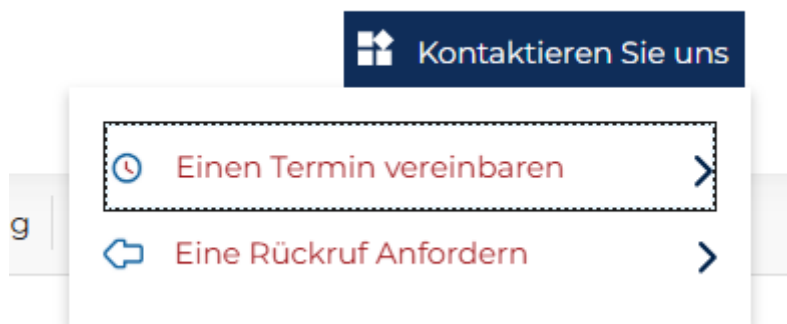 Kontaktieren Sie uns
Einen Termin vereinbaren
g
Eine Rückruf Anfordern